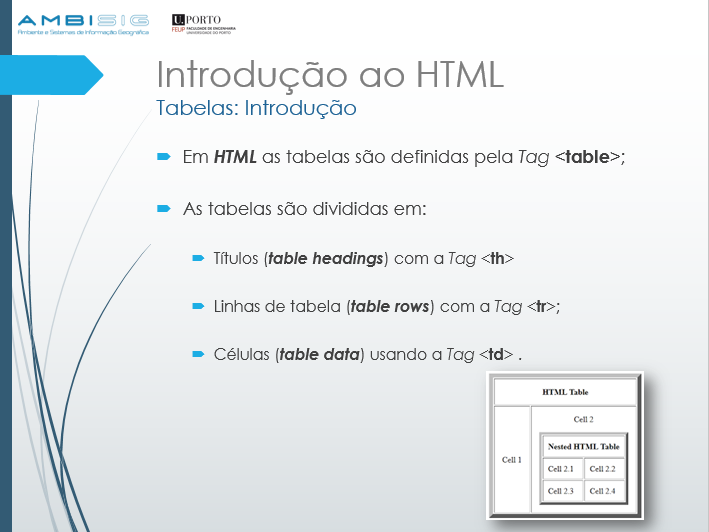 AMBISIG
Ambiente e Sistemas de Informação Geográfica
U.PORTO
FEUP FACULDADE DE ENGENHARIA
UNIVERSIDADE DO PORTO
Introdução ao HTML
Tabelas: Introdução
Em HTML as tabelas são definidas pela Tag <table>;
As tabelas são divididas em:
Títulos (table headings) com a Tag <th>
Linhas de tabela (table rows) com a Tag <tr>;
Células (table data) usando a Tag <td> .
HTML Table
Cell 1
Cell 2
Nested HTML Table
Cell 2.1 Cell 2.2
Cell 2.3 Cell 2.4